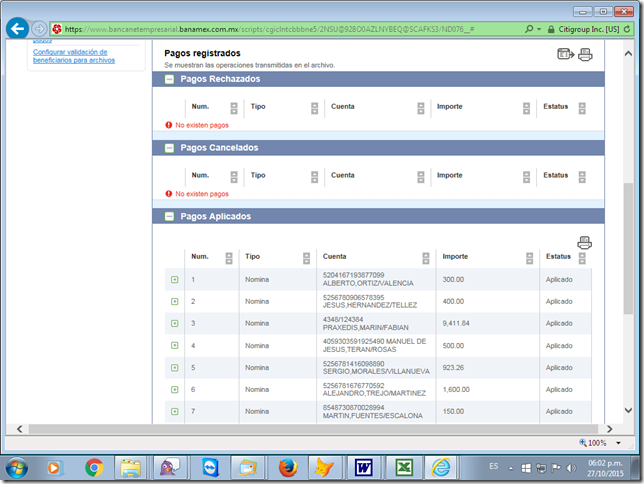 https://www.bancanetempresarial.banamex.com.mx/scripts/cgiclntcbbbne5/2NSU@928O0AZLNYBEQ@SCAFKS3/ND076__#
Citigroup Inc. [US]
Configurar validación de
beneficiarios para archivos
Pagos registrados
Se muestran las operaciones transmitidas en el archivo.
Pagos Rechazados
Num. Tipo Cuenta Importe Estatus
No existen pagos
Pagos Cancelados
Num. Tipo Cuenta Importe Estatus
No existen pagos
Pagos Aplicados
Num. Tipo Cuenta Importe Estatus
1 Nomina 5204167193877099 300.00 Aplicado
ALBERTO,ORTIZ/VALENCIA
2 Nomina 5256780906578395 400.00 Aplicado
JESUS,HERNANDEZ/TELLEZ
3 Nomina 4348/124384 9,411.84 Aplicado
PRAXEDIS,MARIN/FABIAN
4 Nomina 4059303591925490 MANUEL DE 500.00 Aplicado
JESUS,TERAN/ROSAS
5 Nomina 5256781416098890 923.26 Aplicado
SERGIO,MORALES/VILLANUEVA
6 Nomina 5256781676770592 1,600.00 Aplicado
ALEJANDRO,TREJO/MARTINEZ
7 Nomina 8548730870028994 150.00 Aplicado
MARTIN,FUENTES/ESCALONA
100%
ES
06:02 p.m.
27/10/2015